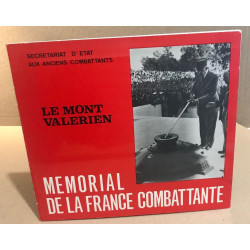 SECRETARIAT D'ETAT
AUX ANCIENS COMBATTANTS
LE MONT
VALERIEN
MEMORIAL
DE LA FRANCE COMBATTANTE